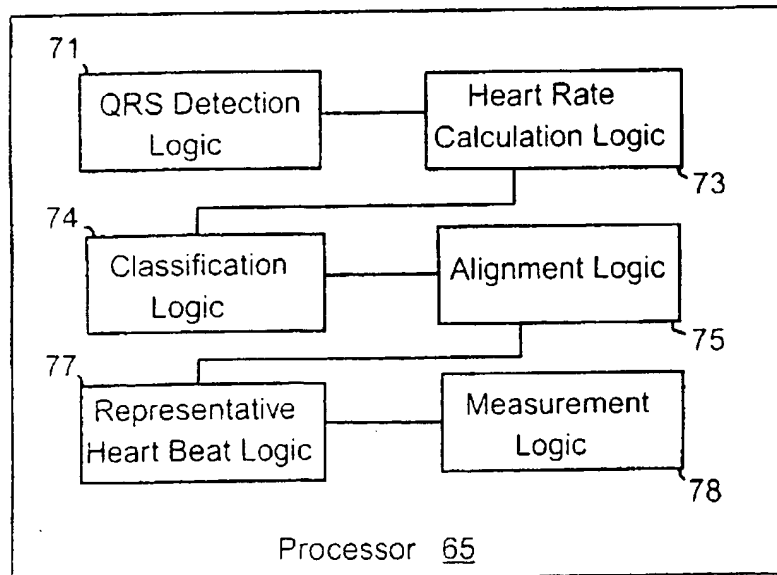 71
QRS Detection
Logic
Heart Rate
Calculation Logic
73
74
Classification
Logic
Alignment Logic
75
77
Representative
Heart Beat Logic
Measurement
Logic
78
Processor 65